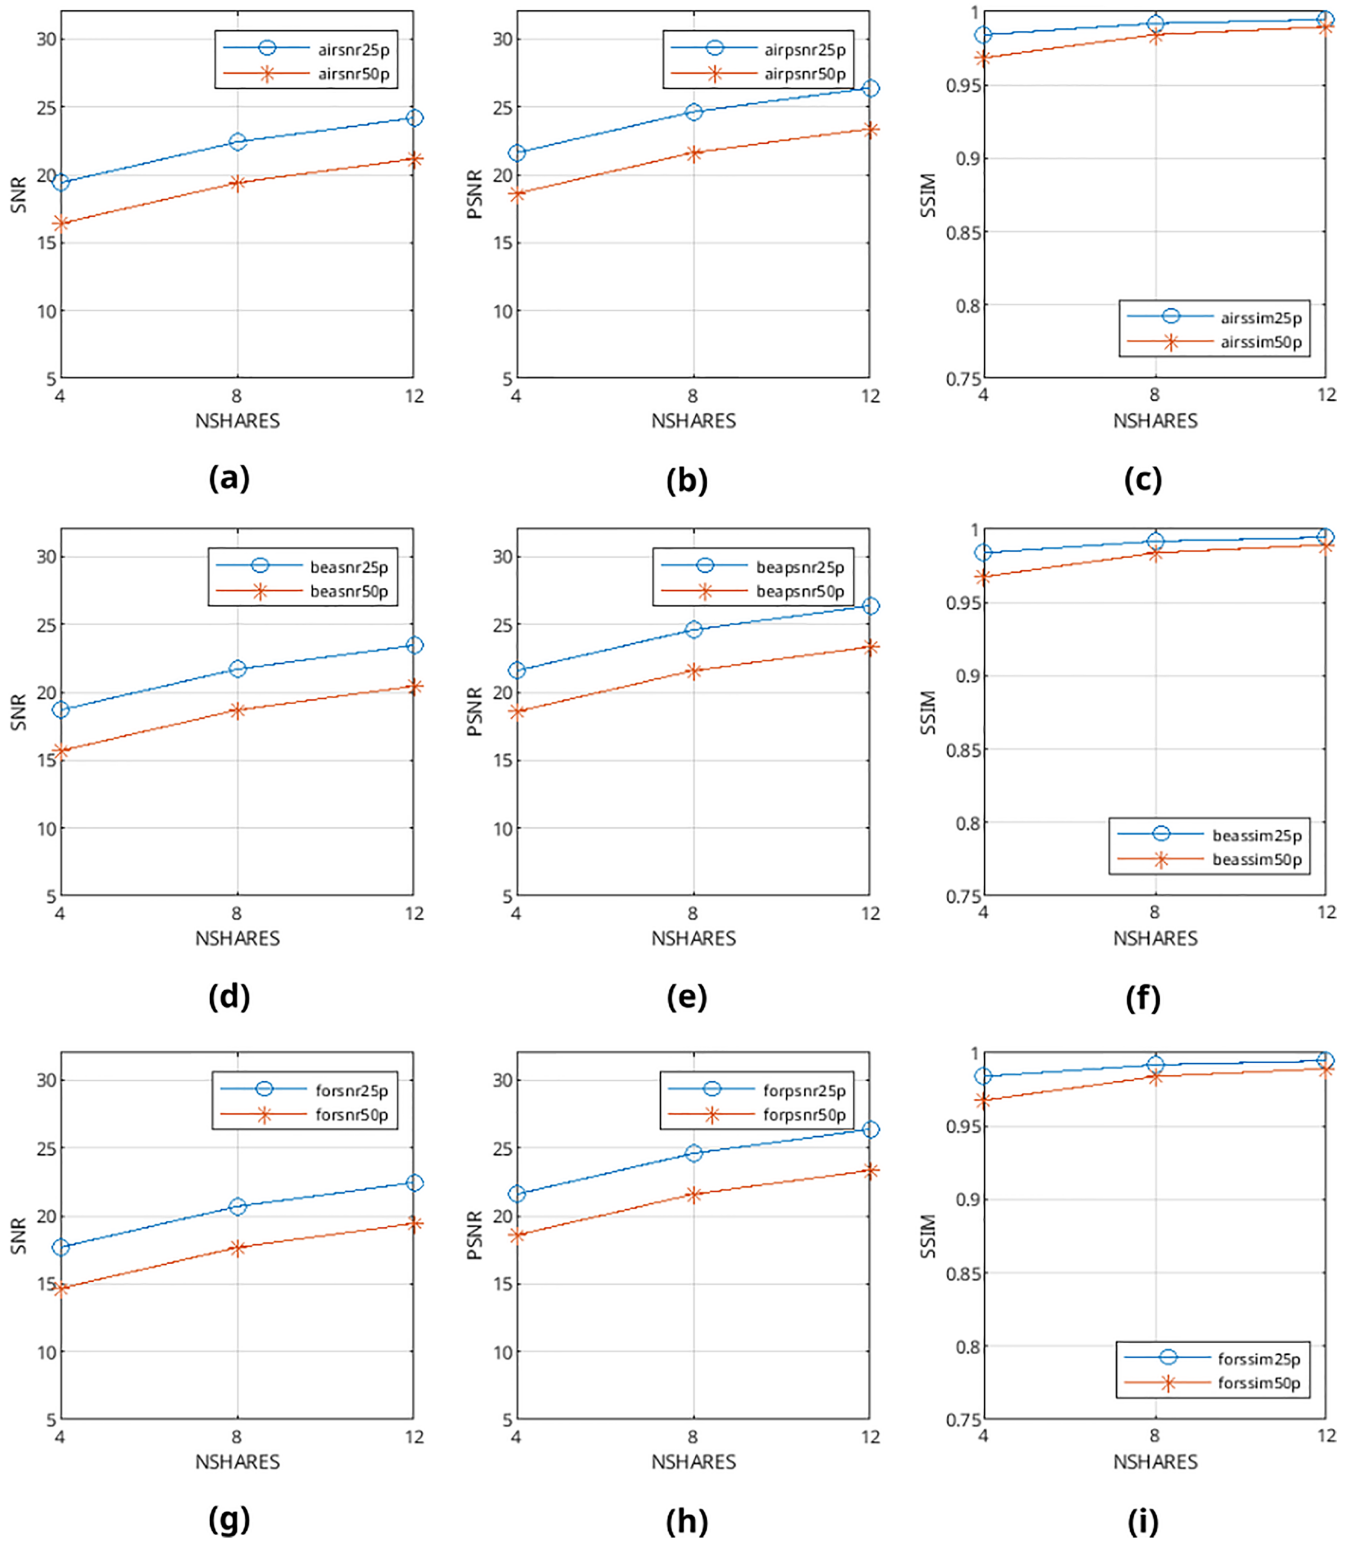 30
25
20
15
10
5
SNR
airsnr25p
airsnr50p
4 8 12
NSHARES
(a)
30
25
20
15
10
5
PSNR
airpsnr25p
airpsnr50p
4 8 12
NSHARES
(b)
1
0.95
0.9
0.85
0.8
0.75
SSIM
airssim25p
airssim50p
4 8 12
NSHARES
(c)
30
25
20
15
10
5
SNR
beasnr25p
beasnr50p
4 8 12
NSHARES
(d)
30
25
20
15
10
5
PSNR
beapsnr25p
beapsnr50p
4 8 12
NSHARES
(e)
1
0.95
0.9
0.85
0.8
0.75
SSIM
beassim25p
beassim50p
4 8 12
NSHARES
(f)
30
25
20
15
10
5
SNR
forsnr25p
forsnr50p
4 8 12
NSHARES
(g)
30
25
20
15
10
5
PSNR
forpsnr25p
forpsnr50p
4 8 12
NSHARES
(h)
1
0.95
0.9
0.85
0.8
0.75
SSIM
forssim25p
forssim50p
4 8 12
NSHARES
(i)